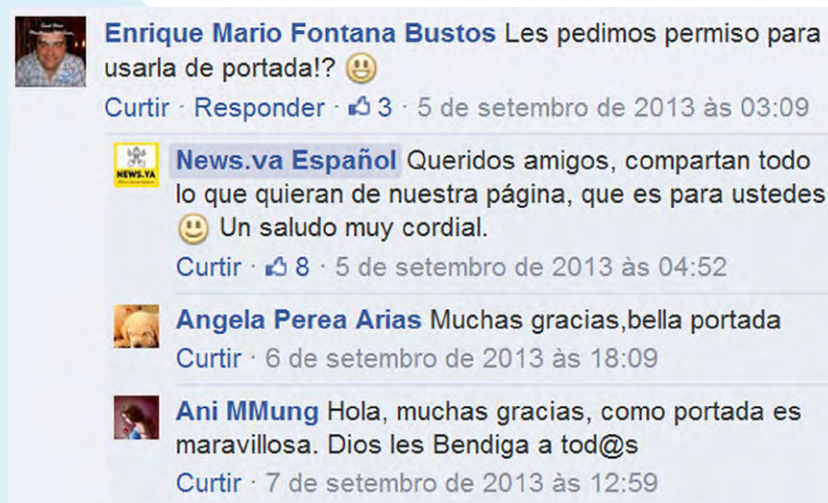 Enrique Mario Fontana Bustos Les pedimos permiso para
usarla de portada!?
Curtir · Responder · 3 · 5 de setembro de 2013 às 03:09
NEWS.VA
News.va Español Queridos amigos, compartan todo
lo que quieran de nuestra página, que es para ustedes
Un saludo muy cordial.
Curtir · 8 · 5 de setembro de 2013 às 04:52
Angela Perea Arias Muchas gracias,bella portada
Curtir · 6 de setembro de 2013 às 18:09
Ani MMung Hola, muchas gracias, como portada es
maravillosa. Dios les Bendiga a tod@s
Curtir · 7 de setembro de 2013 às 12:59